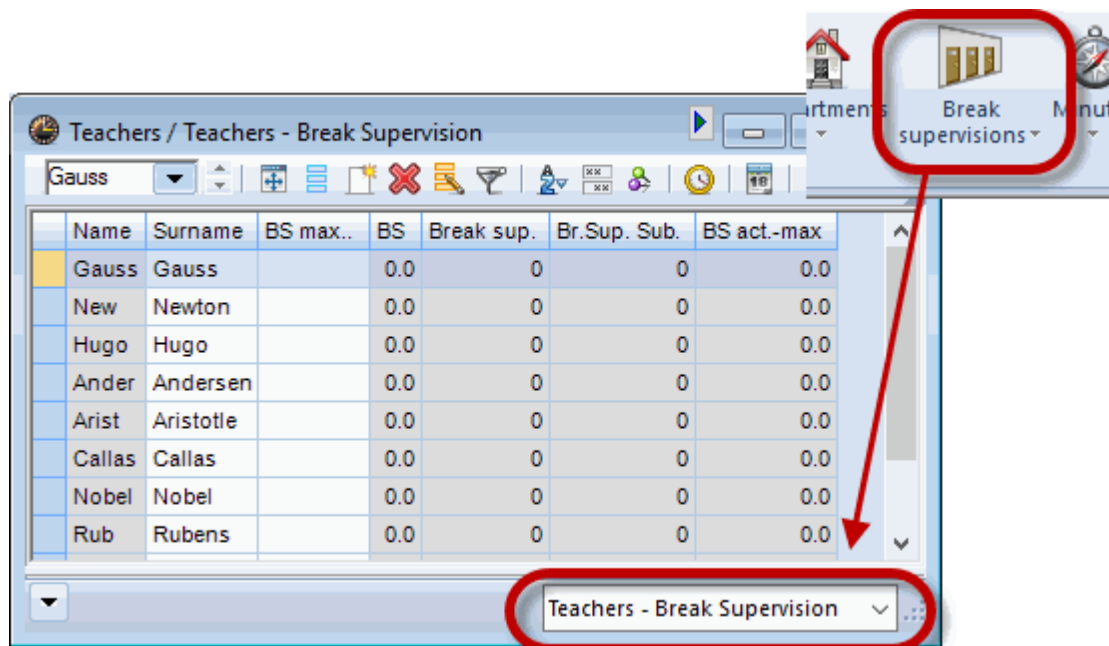 artments
Break
supervisions
Minut
Teachers / Teachers - Break Supervision
Gauss
Name Surname BS max.. BS Break sup. Br.Sup. Sub. BS act.-max
Gauss Gauss 0.0 0 0 0.0
New Newton 0.0 0 0 0.0
Hugo Hugo 0.0 0 0 0.0
Ander Andersen 0.0 0 0 0.0
Arist Aristotle 0.0 0 0 0.0
Callas Callas 0.0 0 0 0.0
Nobel Nobel 0.0 0 0 0.0
Rub Rubens 0.0 0 0 0.0
Teachers - Break Supervision